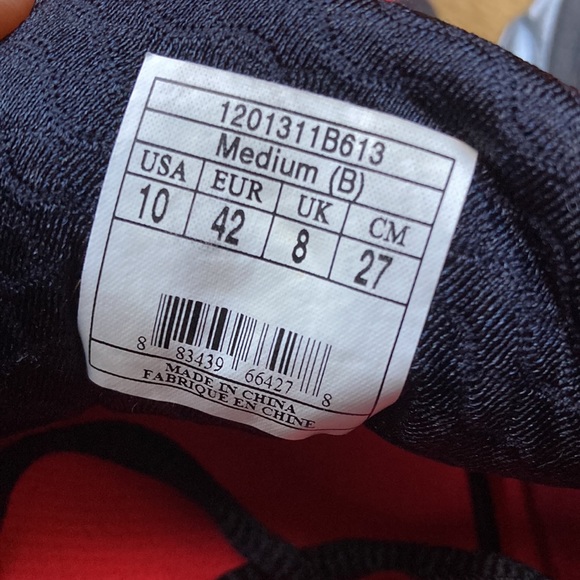 1201311B613
Medium (B)
USA EUR UK CM
10 42 8 27
8 83439 66427 8
MADE IN CHINA
FABRIQUE EN CHINE